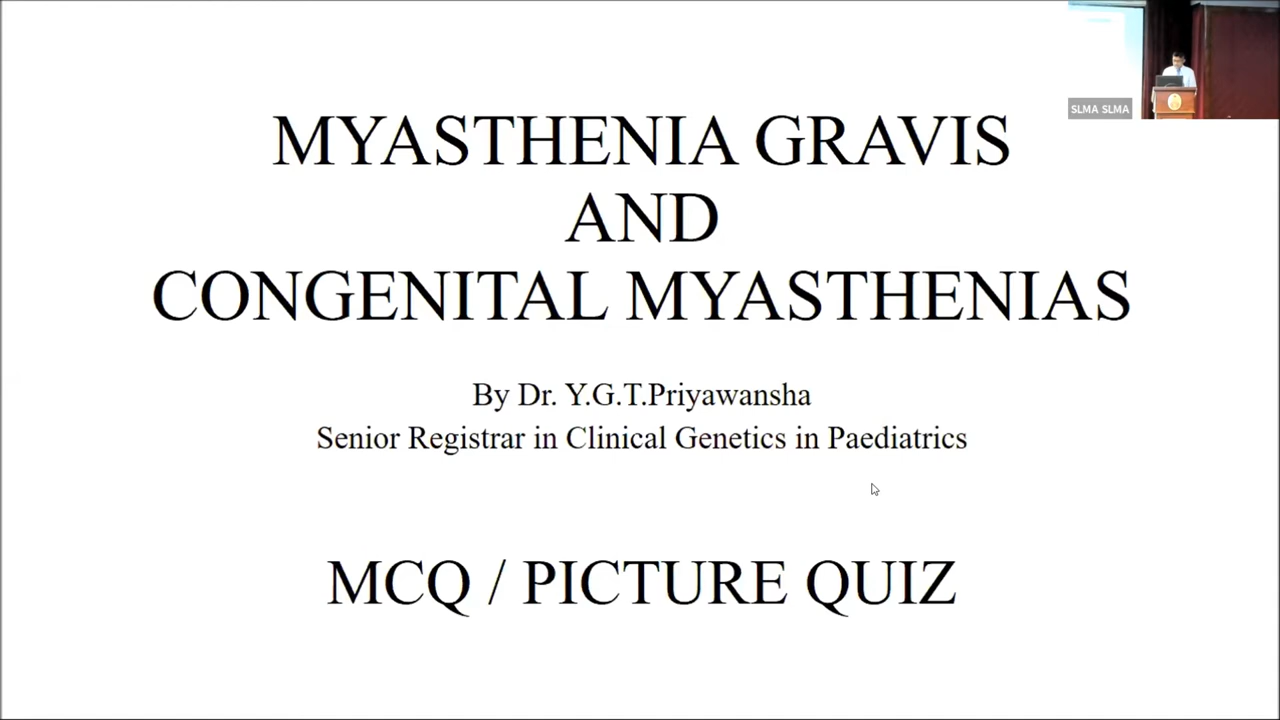 SLMA SLMA
MYASTHENIA GRAVIS
AND
CONGENITAL MYASTHENIAS
By Dr. Y.G.T.Priyawansha
Senior Registrar in Clinical Genetics in Paediatrics
MCQ / PICTURE QUIZ